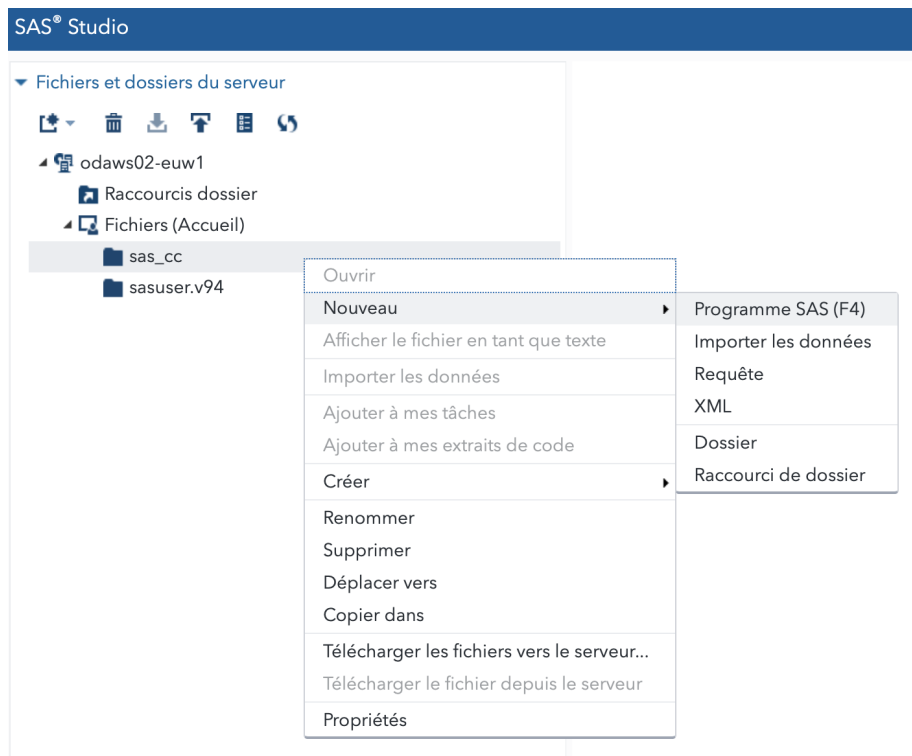 SAS® Studio
Fichiers et dossiers du serveur
odaws02-euw1
Raccourcis dossier
Fichiers (Accueil)
sas_cc
sasuser.v94
Ouvrir
Nouveau
Afficher le fichier en tant que texte
Importer les données
Ajouter à mes tâches
Ajouter à mes extraits de code
Créer
Renommer
Supprimer
Déplacer vers
Copier dans
Télécharger les fichiers vers le serveur...
Télécharger le fichier depuis le serveur
Propriétés
Programme SAS (F4)
Importer les données
Requête
XML
Dossier
Raccourci de dossier